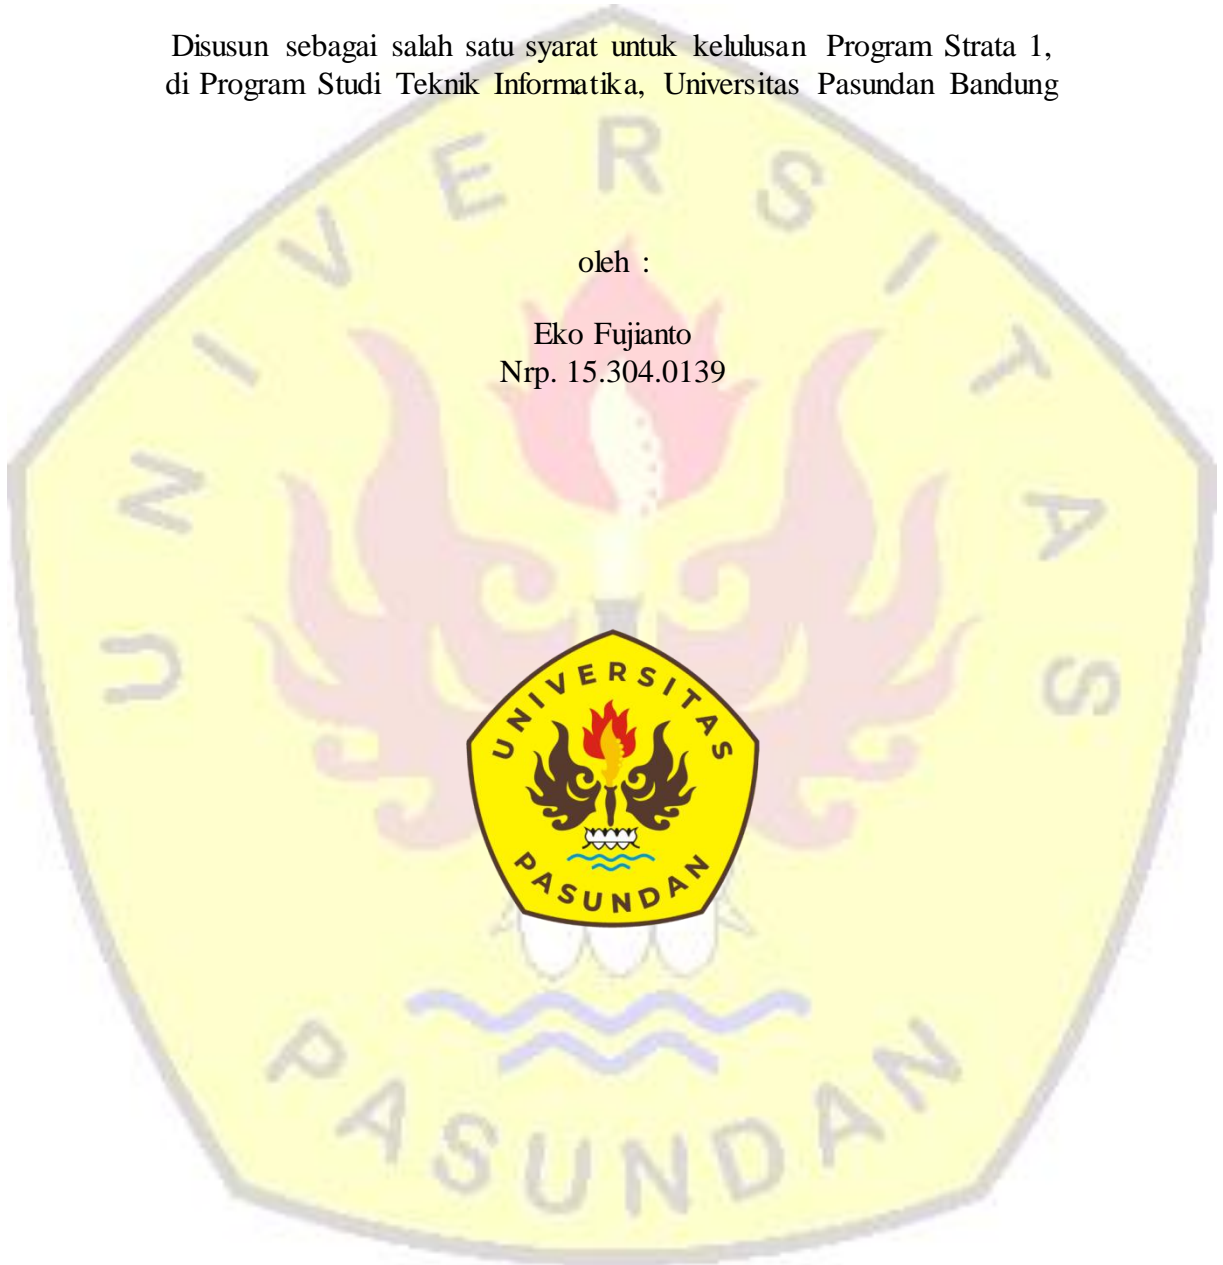 Disusun sebagai salah satu syarat untuk kelulusan Program Strata 1,
di Program Studi Teknik Informatika, Universitas Pasundan Bandung
oleh :
Eko Fujianto
Nrp. 15.304.0139
UNIVERSITAS
PASUNDAN
UNIVERSITAS
PASUNDAN